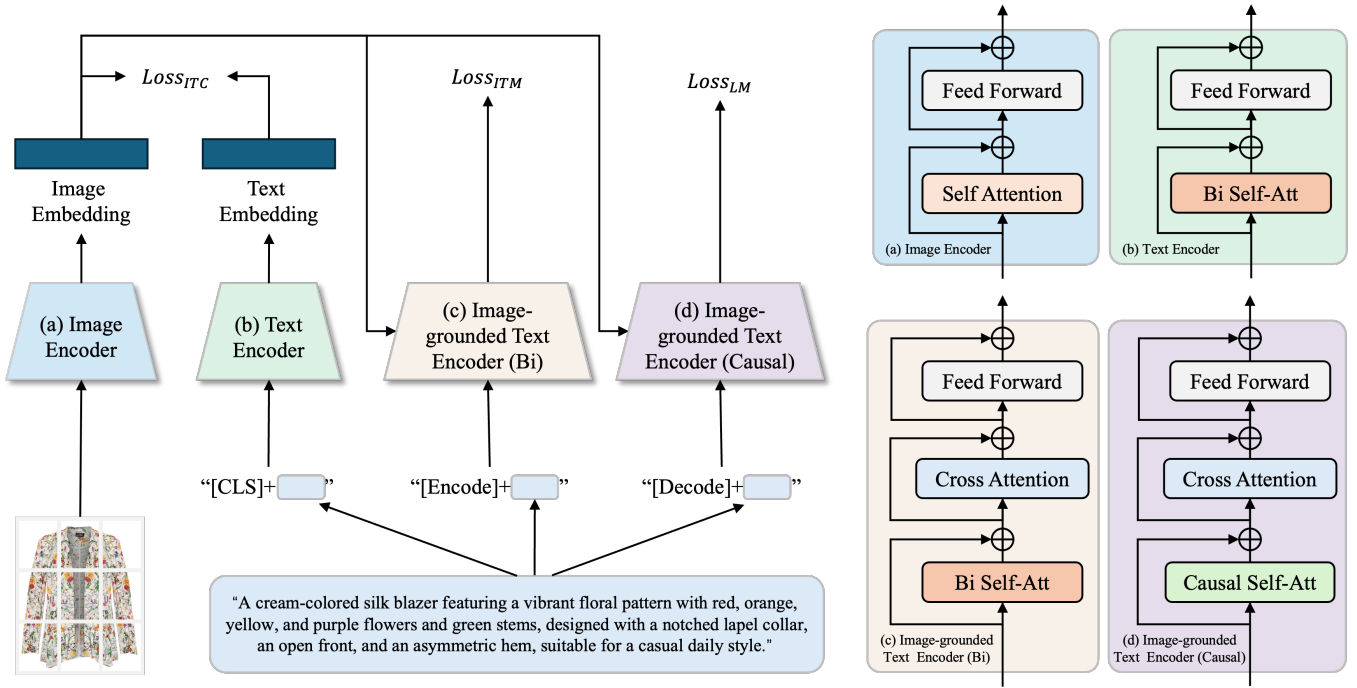 Loss_ITC
Loss_ITM
Loss_LM
Image
Embedding
Text
Embedding
(a) Image
Encoder
(b) Text
Encoder
(c) Image-
grounded Text
Encoder (Bi)
(d) Image-
grounded Text
Encoder (Causal)
“[CLS]+ ”
“[Encode]+ ”
“[Decode]+ ”
"A cream-colored silk blazer featuring a vibrant floral pattern with red, orange,
yellow, and purple flowers and green stems, designed with a notched lapel collar,
an open front, and an asymmetric hem, suitable for a casual daily style."
Feed Forward
Self Attention
(a) Image Encoder
Feed Forward
Bi Self-Att
(b) Text Encoder
Feed Forward
Cross Attention
Bi Self-Att
(c) Image-grounded
Text Encoder (Bi)
Feed Forward
Cross Attention
Causal Self-Att
(d) Image-grounded
Text Encoder (Causal)